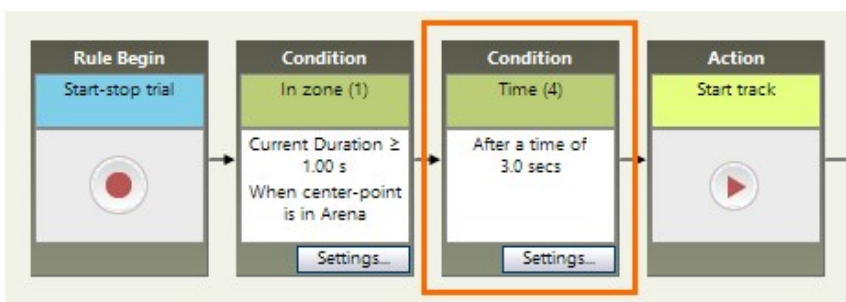 Rule Begin
Start-stop trial
Condition
In zone (1)
Current Duration ≥
1.00 s
When center-point
is in Arena
Settings...
Condition
Time (4)
After a time of
3.0 secs
Settings...
Action
Start track